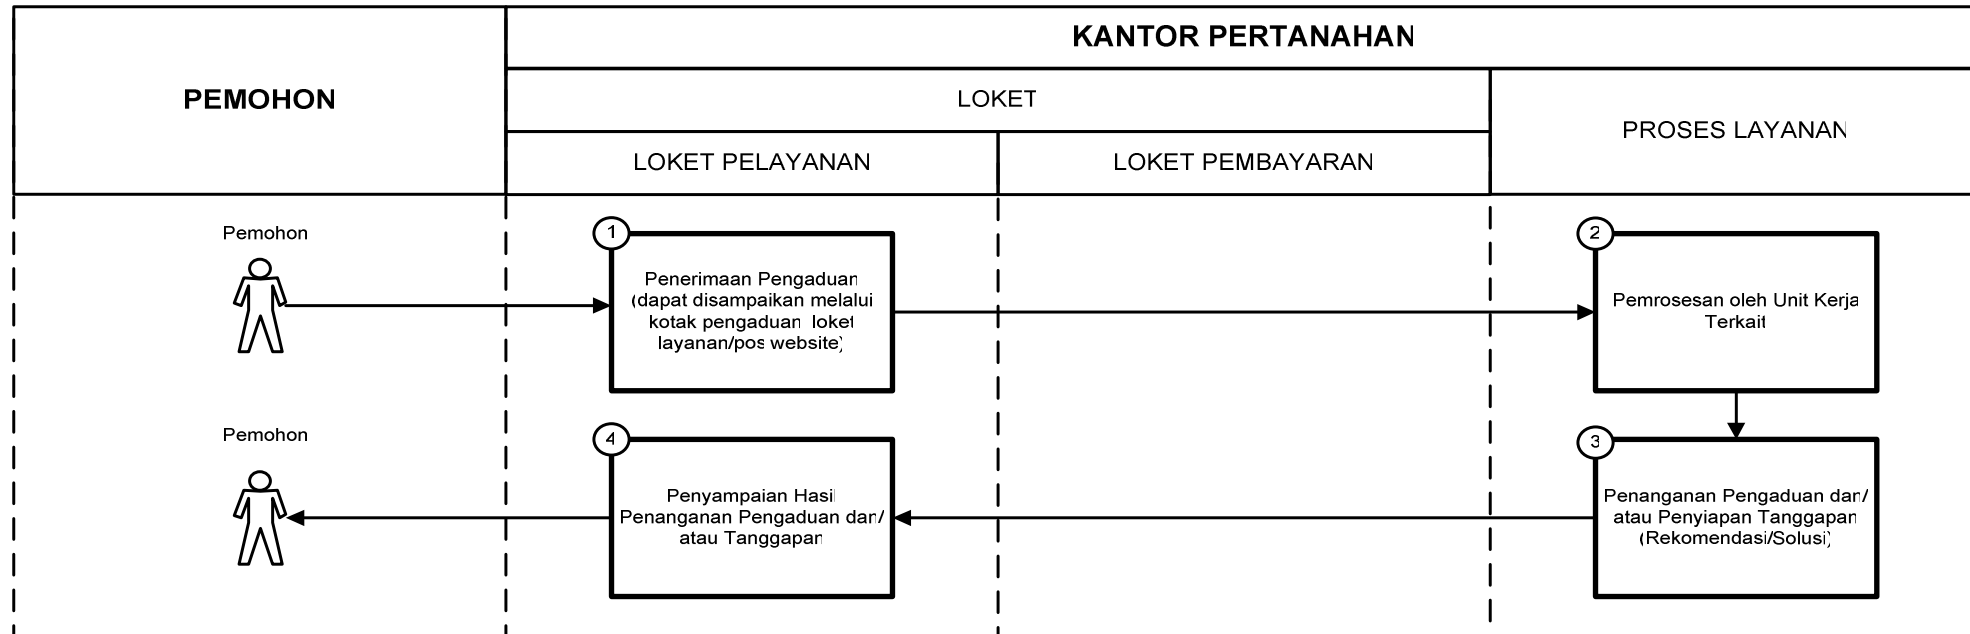 KANTOR PERTANAHAN
PEMOHON
LOKET
PROSES LAYANAN
LOKET PELAYANAN
LOKET PEMBAYARAN
Pemohon
1
Penerimaan Pengaduan
(dapat disampaikan melalui
kotak pengaduan loket
layanan/pos website)
2
Pemrosesan oleh Unit Kerja
Terkait
Pemohon
4
Penyampaian Hasil
Penanganan Pengaduan dan/
atau Tanggapan
3
Penanganan Pengaduan dan/
atau Penyiapan Tanggapan
(Rekomendasi/Solusi)